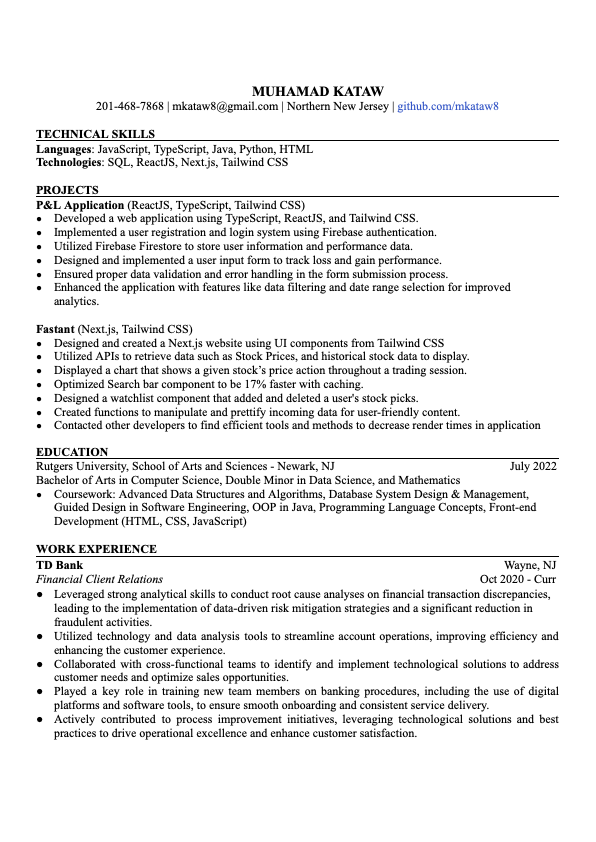 MUHAMAD KATAW
201-468-7868 | mkataw8@gmail.com | Northern New Jersey | github.com/mkataw8
TECHNICAL SKILLS
Languages: JavaScript, TypeScript, Java, Python, HTML
Technologies: SQL, ReactJS, Next.js, Tailwind CSS
PROJECTS
P&L Application (ReactJS, TypeScript, Tailwind CSS)
● Developed a web application using TypeScript, ReactJS, and Tailwind CSS.
● Implemented a user registration and login system using Firebase authentication.
● Utilized Firebase Firestore to store user information and performance data.
● Designed and implemented a user input form to track loss and gain performance.
● Ensured proper data validation and error handling in the form submission process.
● Enhanced the application with features like data filtering and date range selection for improved
analytics.
Fastant (Next.js, Tailwind CSS)
● Designed and created a Next.js website using UI components from Tailwind CSS
● Utilized APIs to retrieve data such as Stock Prices, and historical stock data to display.
● Displayed a chart that shows a given stock’s price action throughout a trading session.
● Optimized Search bar component to be 17% faster with caching.
● Designed a watchlist component that added and deleted a user's stock picks.
● Created functions to manipulate and prettify incoming data for user-friendly content.
● Contacted other developers to find efficient tools and methods to decrease render times in application
EDUCATION
Rutgers University, School of Arts and Sciences - Newark, NJ July 2022
Bachelor of Arts in Computer Science, Double Minor in Data Science, and Mathematics
● Coursework: Advanced Data Structures and Algorithms, Database System Design & Management,
Guided Design in Software Engineering, OOP in Java, Programming Language Concepts, Front-end
Development (HTML, CSS, JavaScript)
WORK EXPERIENCE
TD Bank Wayne, NJ
Financial Client Relations Oct 2020 - Curr
● Leveraged strong analytical skills to conduct root cause analyses on financial transaction discrepancies,
leading to the implementation of data-driven risk mitigation strategies and a significant reduction in
fraudulent activities.
● Utilized technology and data analysis tools to streamline account operations, improving efficiency and
enhancing the customer experience.
● Collaborated with cross-functional teams to identify and implement technological solutions to address
customer needs and optimize sales opportunities.
● Played a key role in training new team members on banking procedures, including the use of digital
platforms and software tools, to ensure smooth onboarding and consistent service delivery.
● Actively contributed to process improvement initiatives, leveraging technological solutions and best
practices to drive operational excellence and enhance customer satisfaction.